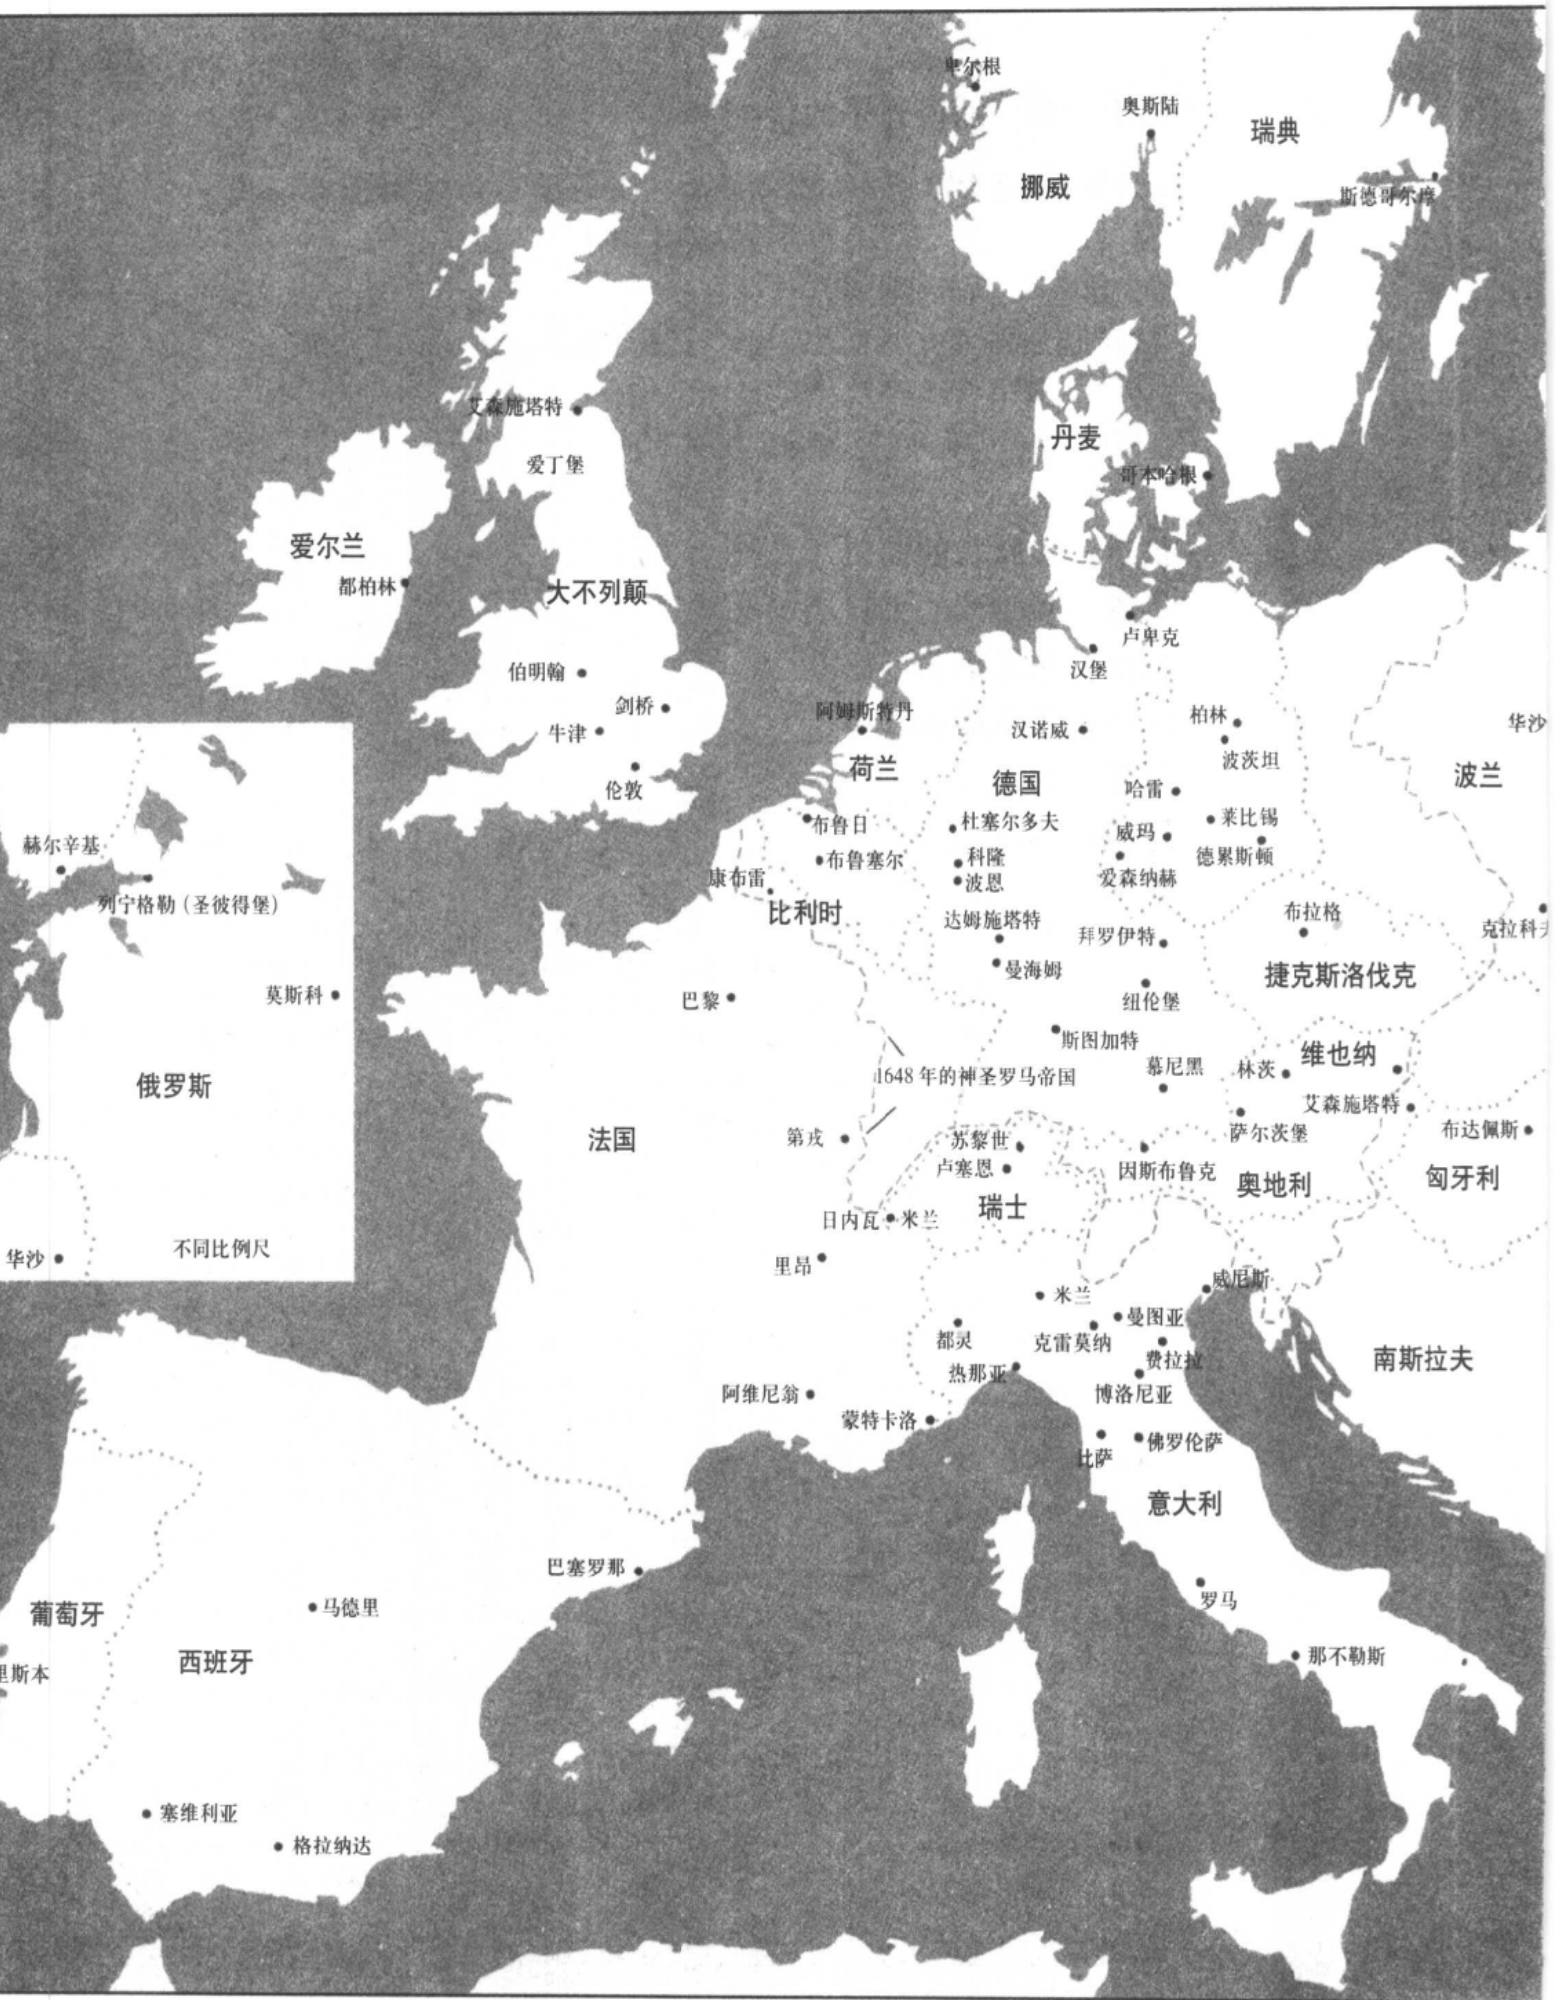 卑尔根
奥斯陆
瑞典
挪威
斯德哥尔摩
艾森施塔特
丹麦
爱丁堡
哥本哈根
爱尔兰
都柏林
大不列颠
卢卑克
汉堡
伯明翰
剑桥
阿姆斯特丹
柏林
华沙
牛津
汉诺威
波茨坦
荷兰
德国
波兰
伦敦
哈雷
布鲁日
杜塞尔多夫
莱比锡
威玛
赫尔辛基
布鲁塞尔
科隆
德累斯顿
康布雷
波恩
爱森纳赫
列宁格勒（圣彼得堡）
比利时
达姆施塔特
布拉格
拜罗伊特
克拉科夫
曼海姆
捷克斯洛伐克
莫斯科
巴黎
纽伦堡
斯图加特
维也纳
俄罗斯
1648年的神圣罗马帝国
慕尼黑
林茨
艾森施塔特
法国
第戎
苏黎世
萨尔茨堡
布达佩斯
卢塞恩
因斯布鲁克
奥地利
匈牙利
瑞士
日内瓦
米兰
华沙
不同比例尺
里昂
威尼斯
米兰
曼图亚
都灵
克雷莫纳
费拉拉
南斯拉夫
热那亚
阿维尼翁
博洛尼亚
蒙特卡洛
佛罗伦萨
比萨
意大利
巴塞罗那
葡萄牙
马德里
罗马
西班牙
里斯本
那不勒斯
塞维利亚
格拉纳达